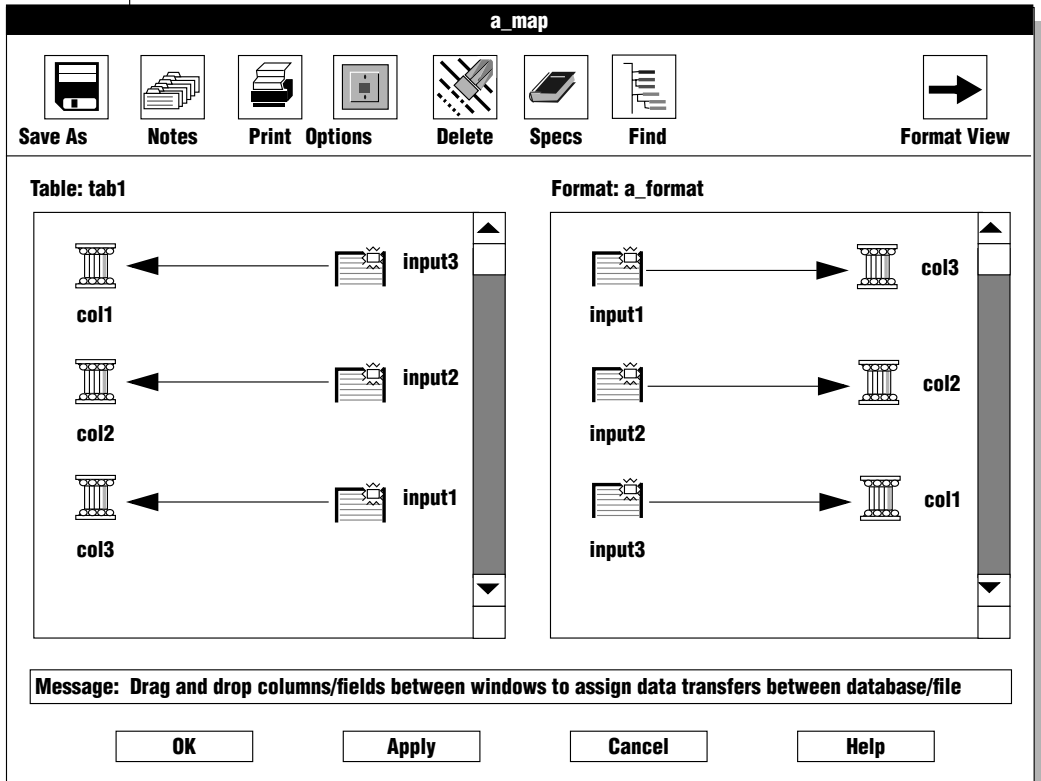 a_map
Save As Notes Print Options Delete Specs Find Format View
Table: tab1
input3
col1
input2
col2
input1
col3
Format: a_format
col3
input1
col2
input2
col1
input3
Message: Drag and drop columns/fields between windows to assign data transfers between database/file
OK Apply Cancel Help